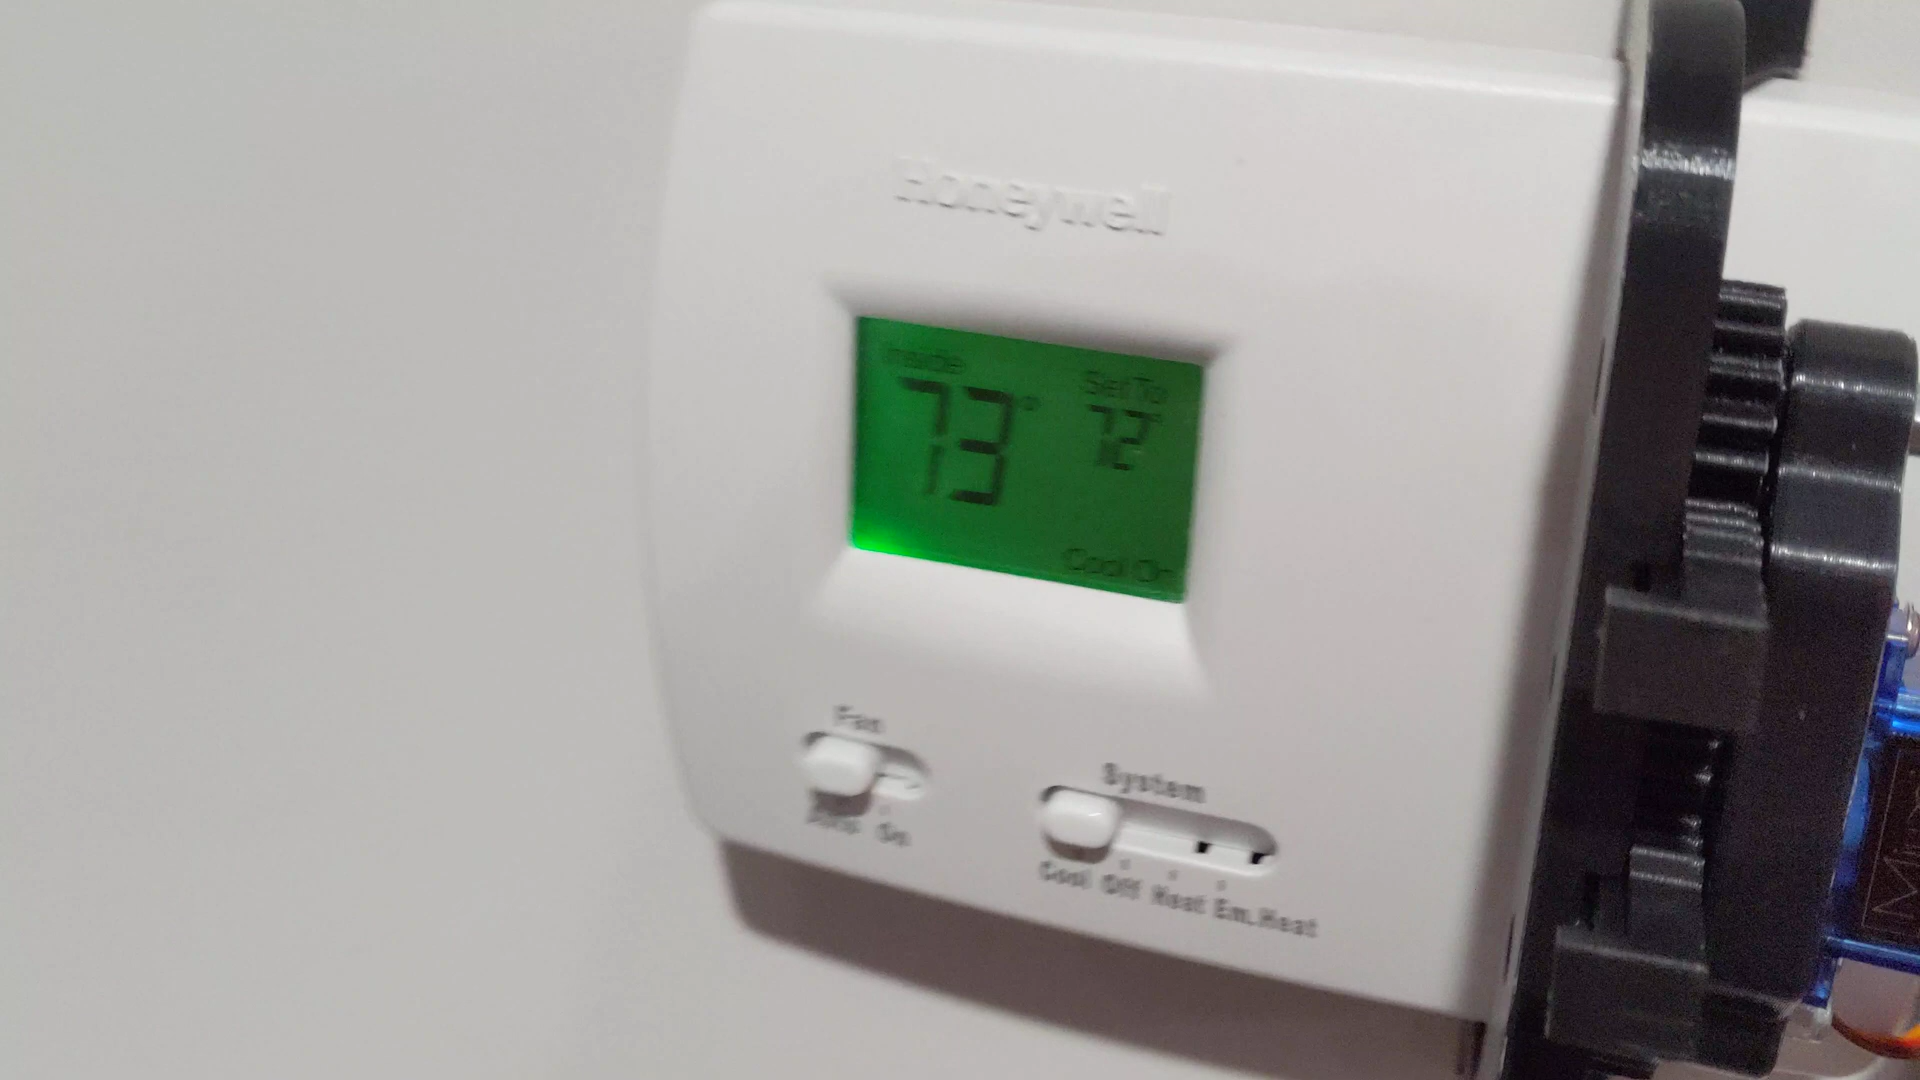 Honeywell
Inside
73°
Set To
72°
Cool On
Fan
Auto On
System
Cool Off Heat Em.Heat